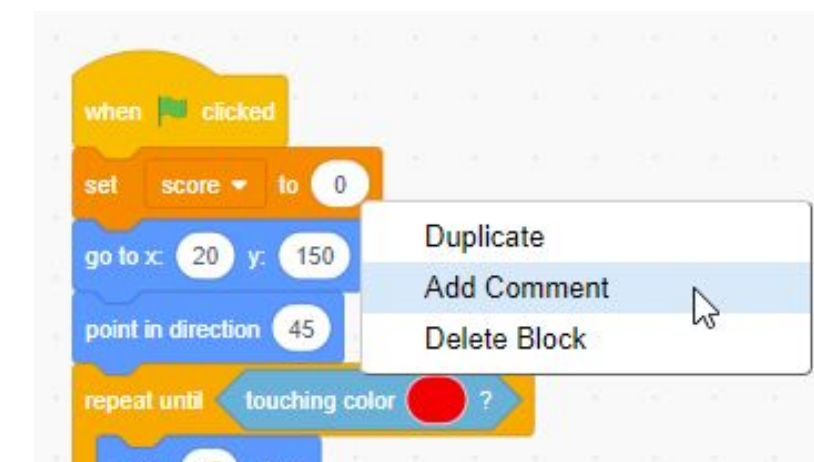 when clicked
set score to 0
go to x: 20 y: 150
point in direction 45
repeat until touching color ?
Duplicate
Add Comment
Delete Block